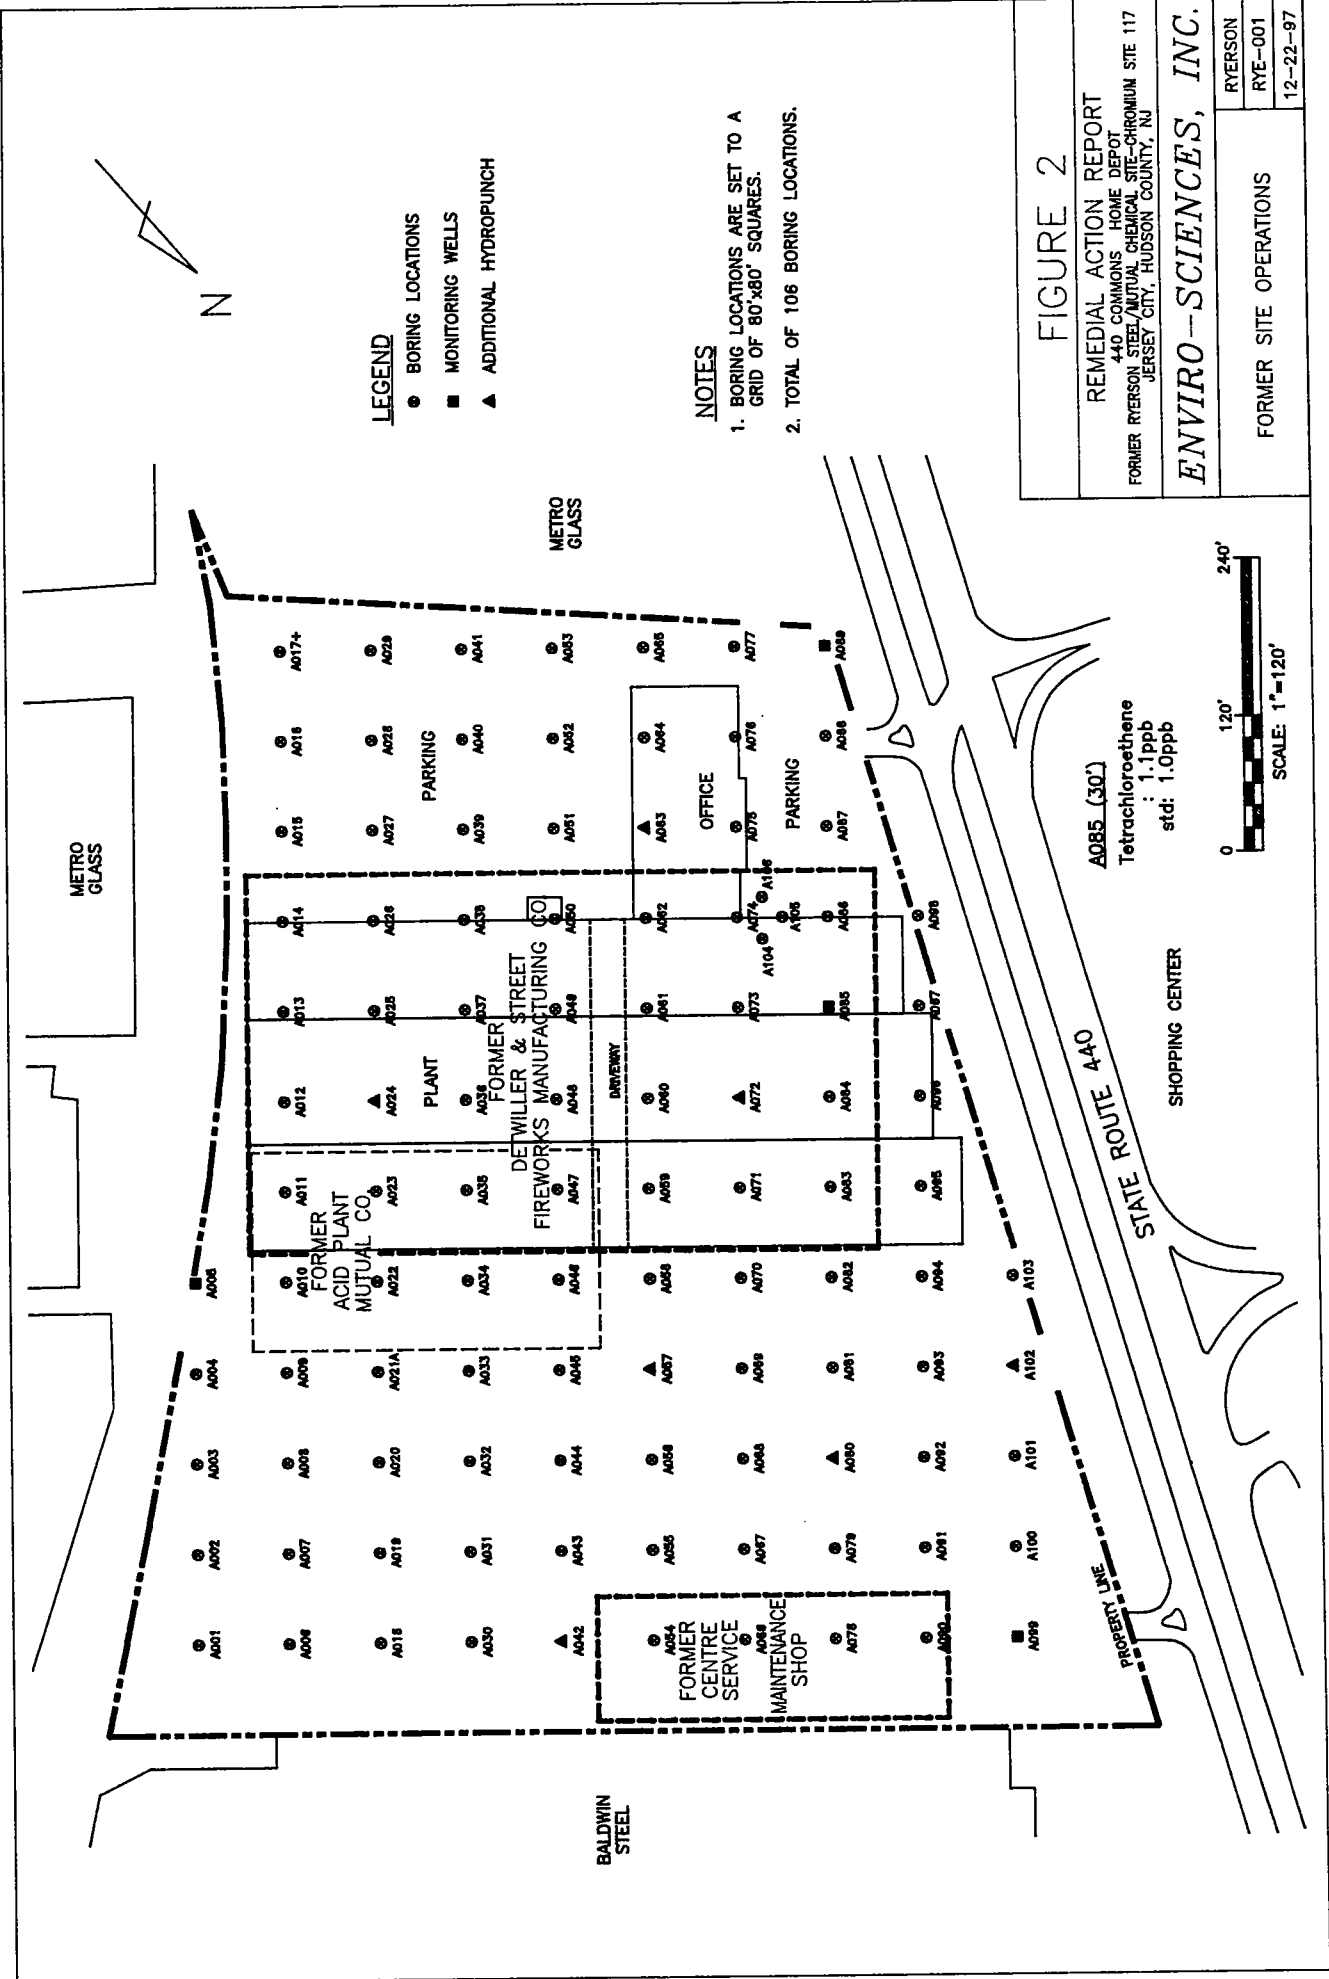 METRO
GLASS
A001 A002 A003 A004 A005
A006 A007 A008 A009 A010 A011 A012 A013 A014 A015 A016 A017+
FORMER
ACID PLANT
MUTUAL CO.
A018 A019 A020 A021A A022 A023 A024 A025 A026 A027 A028 A029
PLANT
PARKING
A030 A031 A032 A033 A034 A035 A036 A037 A038 A039 A040 A041
FORMER
DETWILLER & STREET
FIREWORKS MANUFACTURING CO.
A042 A043 A044 A045 A046 A047 A048 A049 A050 A051 A052 A053
METRO
GLASS
DRIVEWAY
BALDWIN
STEEL
A054 A055 A056 A057 A058 A059 A060 A061 A062 A063 A064 A065
FORMER
CENTRE
SERVICE
MAINTENANCE
SHOP
OFFICE
A066 A067 A068 A069 A070 A071 A072 A073 A074 A075 A076 A077
A104 A105 A106
PARKING
A078 A079 A080 A081 A082 A083 A084 A085 A086 A087 A088 A089
A090 A091 A092 A093 A094 A095 A096 A097 A098
A099 A100 A101 A102 A103
PROPERTY LINE
STATE ROUTE 440
SHOPPING CENTER
A085 (30')
Tetrachloroethene
: 1.1ppb
std: 1.0ppb
0 120' 240'
SCALE: 1"=120'
N
LEGEND
BORING LOCATIONS
MONITORING WELLS
ADDITIONAL HYDROPUNCH
NOTES
1. BORING LOCATIONS ARE SET TO A
GRID OF 80'x80' SQUARES.
2. TOTAL OF 106 BORING LOCATIONS.
FIGURE 2
REMEDIAL ACTION REPORT
440 COMMONS HOME DEPOT
FORMER RYERSON STEEL/MUTUAL CHEMICAL SITE-CHROMIUM SITE 117
JERSEY CITY, HUDSON COUNTY, NJ
ENVIRO-SCIENCES, INC.
FORMER SITE OPERATIONS
RYERSON
RYE-001
12-22-97